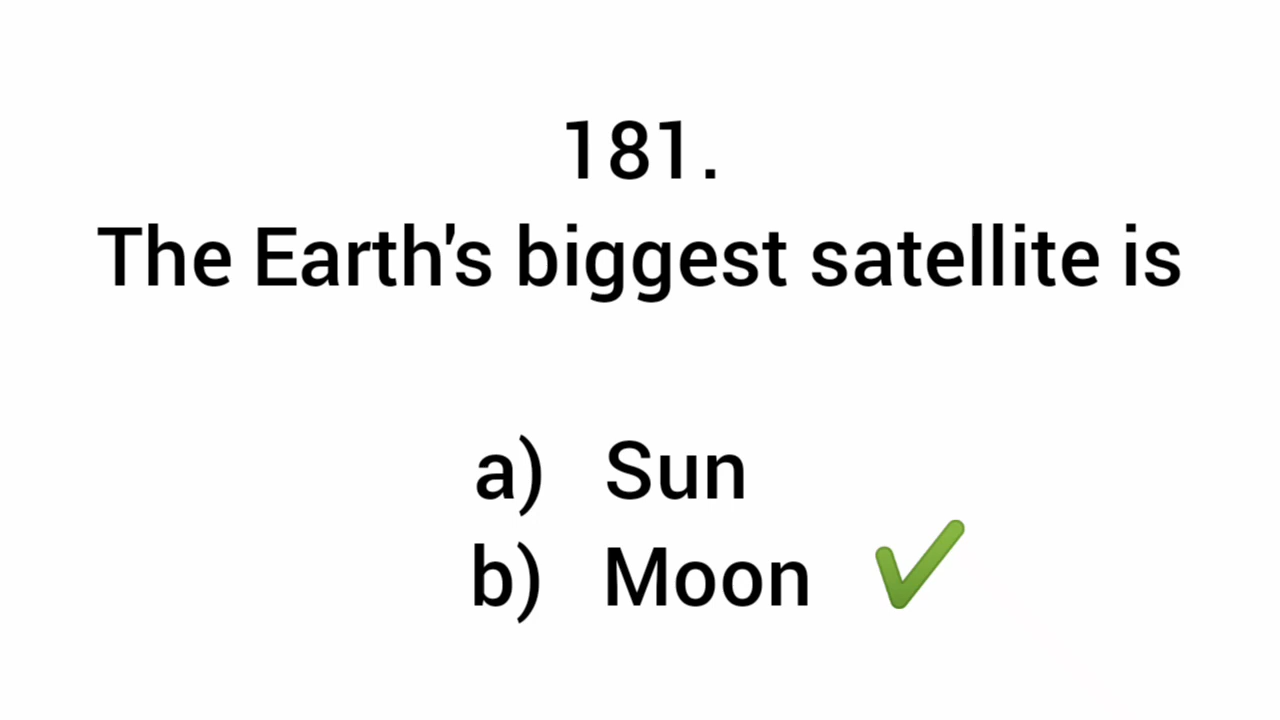 181.
The Earth's biggest satellite is
a) Sun
b) Moon ✔